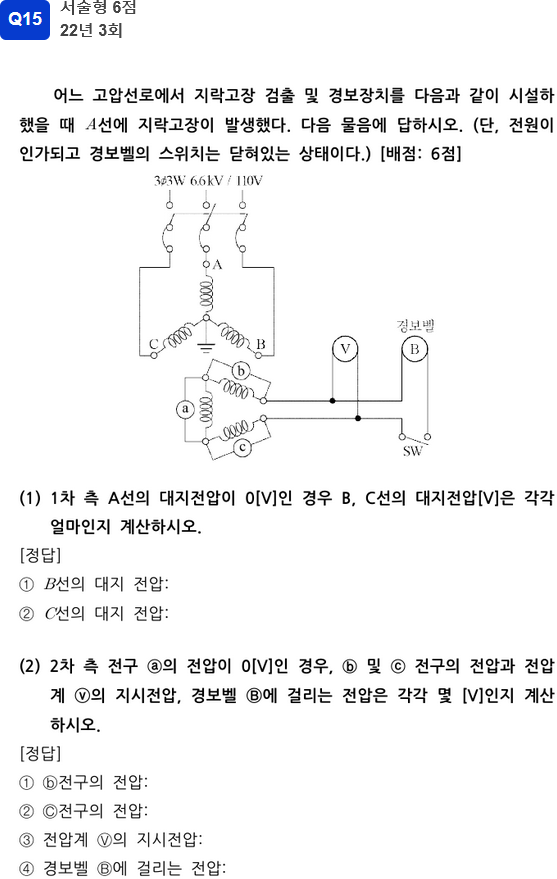 Q15
서술형 6점
22년 3회
어느 고압선로에서 지락고장 검출 및 경보장치를 다음과 같이 시설하
였을 때 A선에 지락고장이 발생했다. 다음 물음에 답하시오. (단, 전원이
인가되고 경보벨의 스위치는 닫혀있는 상태이다.) [배점: 6점]
3ø3W 6.6kV / 110V
A
C
B
경보벨
V
B
ⓑ
ⓐ
ⓒ
SW
(1) 1차 측 A선의 대지전압이 0[V]인 경우 B, C선의 대지전압[V]은 각각
얼마인지 계산하시오.
[정답]
① B선의 대지 전압:
② C선의 대지 전압:
(2) 2차 측 전구 ⓐ의 전압이 0[V]인 경우, ⓑ 및 ⓒ 전구의 전압과 전압
계 ⓥ의 지시전압, 경보벨 Ⓑ에 걸리는 전압은 각각 몇 [V]인지 계산
하시오.
[정답]
① ⓑ전구의 전압:
② Ⓒ전구의 전압:
③ 전압계 Ⓥ의 지시전압:
④ 경보벨 Ⓑ에 걸리는 전압: